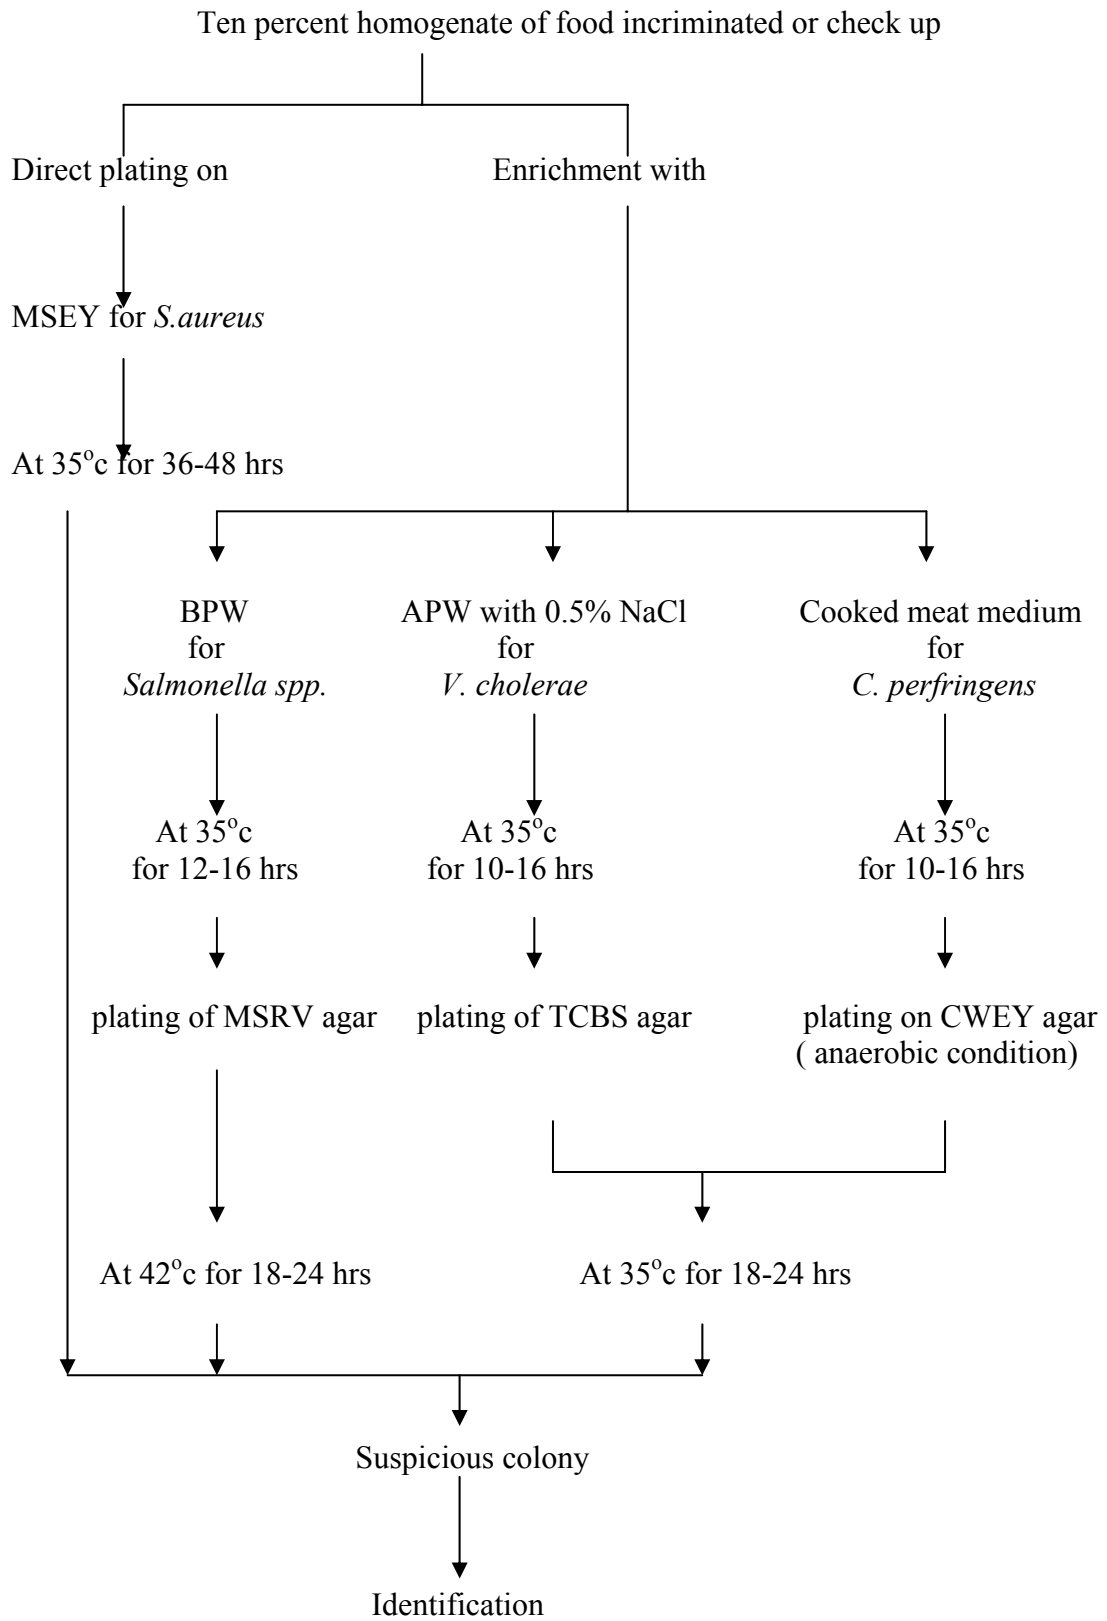 Ten percent homogenate of food incriminated or check up
Direct plating on
Enrichment with
MSEY for S.aureus
At 35°c for 36-48 hrs
BPW
for
Salmonella spp.
APW with 0.5% NaCl
for
V. cholerae
Cooked meat medium
for
C. perfringens
At 35°c
for 12-16 hrs
At 35°c
for 10-16 hrs
At 35°c
for 10-16 hrs
plating of MSRV agar
plating of TCBS agar
plating on CWEY agar
( anaerobic condition)
At 42°c for 18-24 hrs
At 35°c for 18-24 hrs
Suspicious colony
Identification